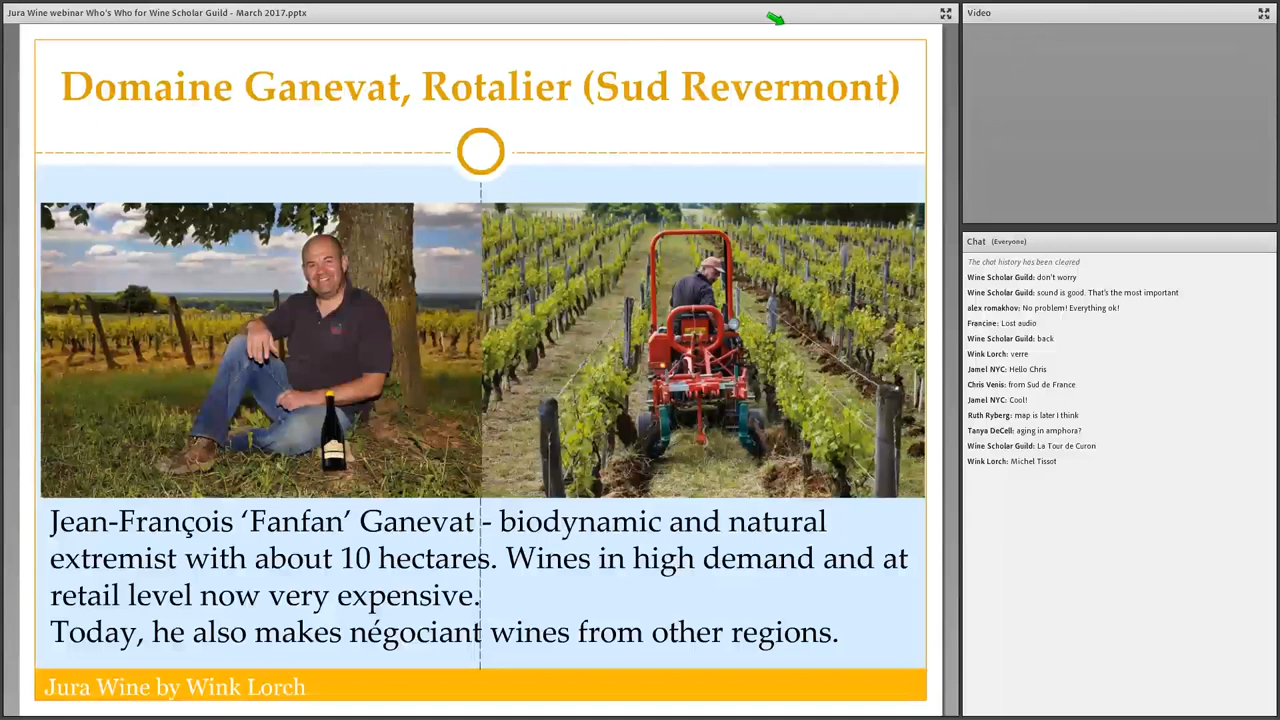 Jura Wine webinar Who's Who for Wine Scholar Guild - March 2017.pptx
Domaine Ganevat, Rotalier (Sud Revermont)
Jean-François ‘Fanfan’ Ganevat - biodynamic and natural
extremist with about 10 hectares. Wines in high demand and at
retail level now very expensive.
Today, he also makes négociant wines from other regions.
Jura Wine by Wink Lorch
Video
Chat (Everyone)
The chat history has been cleared
Wine Scholar Guild: don't worry
Wine Scholar Guild: sound is good. That's the most important
alex romakhov: No problem! Everything ok!
Francine: Lost audio
Wine Scholar Guild: back
Wink Lorch: verre
Jamel NYC: Hello Chris
Chris Venis: from Sud de France
Jamel NYC: Cool!
Ruth Ryberg: map is later I think
Tanya DeCell: aging in amphora?
Wine Scholar Guild: La Tour de Curon
Wink Lorch: Michel Tissot